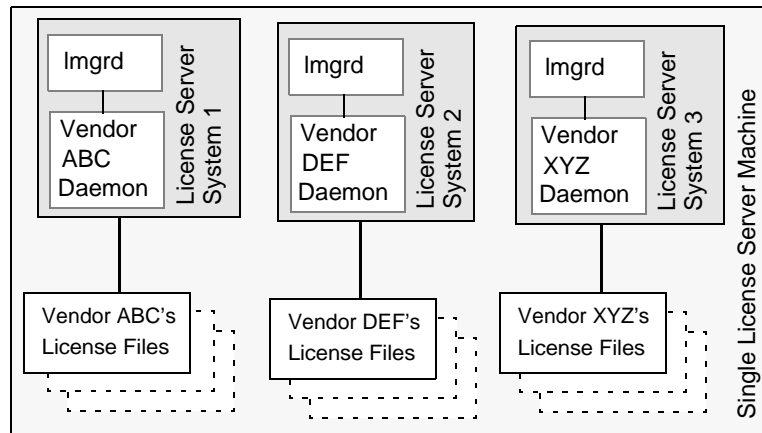 lmgrd
Vendor
ABC
Daemon
License Server
System 1
lmgrd
Vendor
DEF
Daemon
License Server
System 2
lmgrd
Vendor
XYZ
Daemon
License Server
System 3
Vendor ABC's
License Files
Vendor DEF's
License Files
Vendor XYZ's
License Files
Single License Server Machine